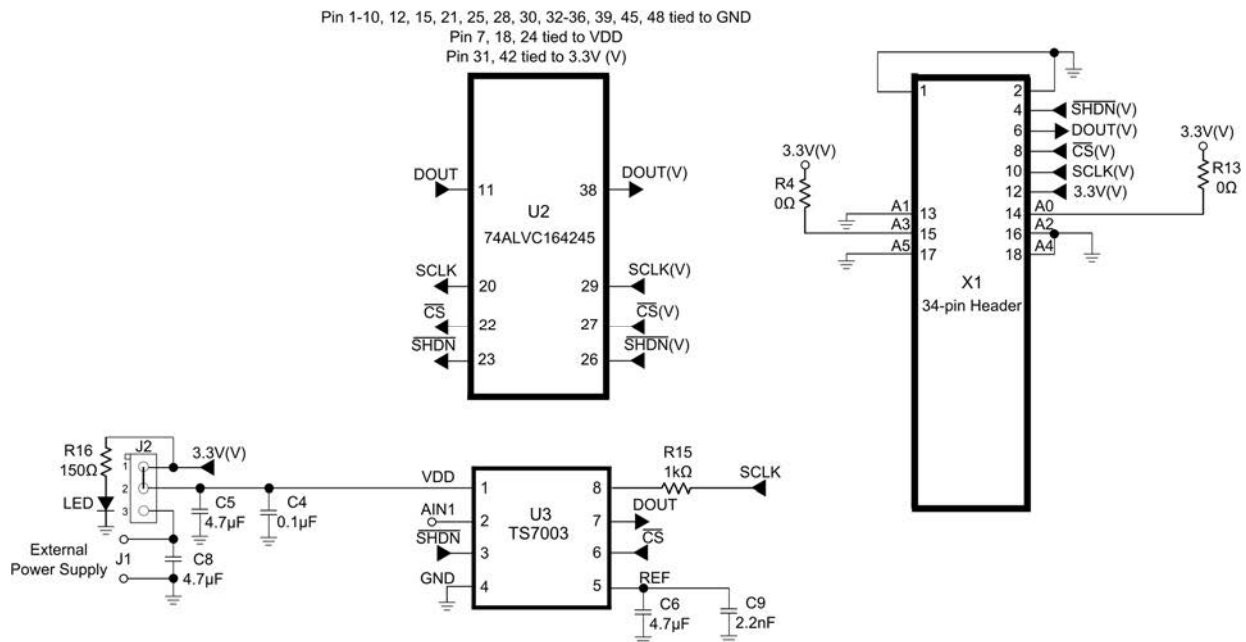 Pin 1-10, 12, 15, 21, 25, 28, 30, 32-36, 39, 45, 48 tied to GND
Pin 7, 18, 24 tied to VDD
Pin 31, 42 tied to 3.3V (V)
DOUT
11
38
DOUT(V)
U2
74ALVC164245
SCLK
20
29
SCLK(V)
CS
22
27
CS(V)
SHDN
23
26
SHDN(V)
1
2
4
SHDN(V)
6
DOUT(V)
8
CS(V)
10
SCLK(V)
12
3.3V(V)
3.3V(V)
R4
0Ω
3.3V(V)
R13
0Ω
A1
13
14
A0
A3
15
16
A2
A5
17
18
A4
X1
34-pin Header
R16
150Ω
LED
J2
1
2
3
3.3V(V)
C5
4.7µF
C4
0.1µF
External
Power Supply
J1
C8
4.7µF
VDD
1
AIN1
2
SHDN
3
GND
4
U3
TS7003
8
R15
1kΩ
SCLK
7
DOUT
6
CS
5
REF
C6
4.7µF
C9
2.2nF